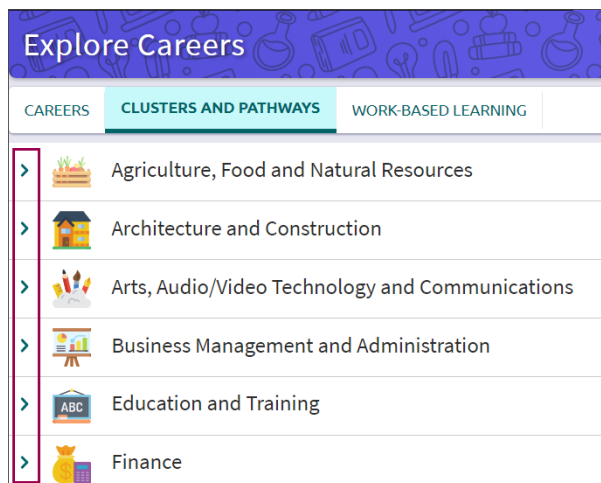 Explore Careers
CAREERS CLUSTERS AND PATHWAYS WORK-BASED LEARNING
Agriculture, Food and Natural Resources
Architecture and Construction
Arts, Audio/Video Technology and Communications
Business Management and Administration
ABC Education and Training
Finance